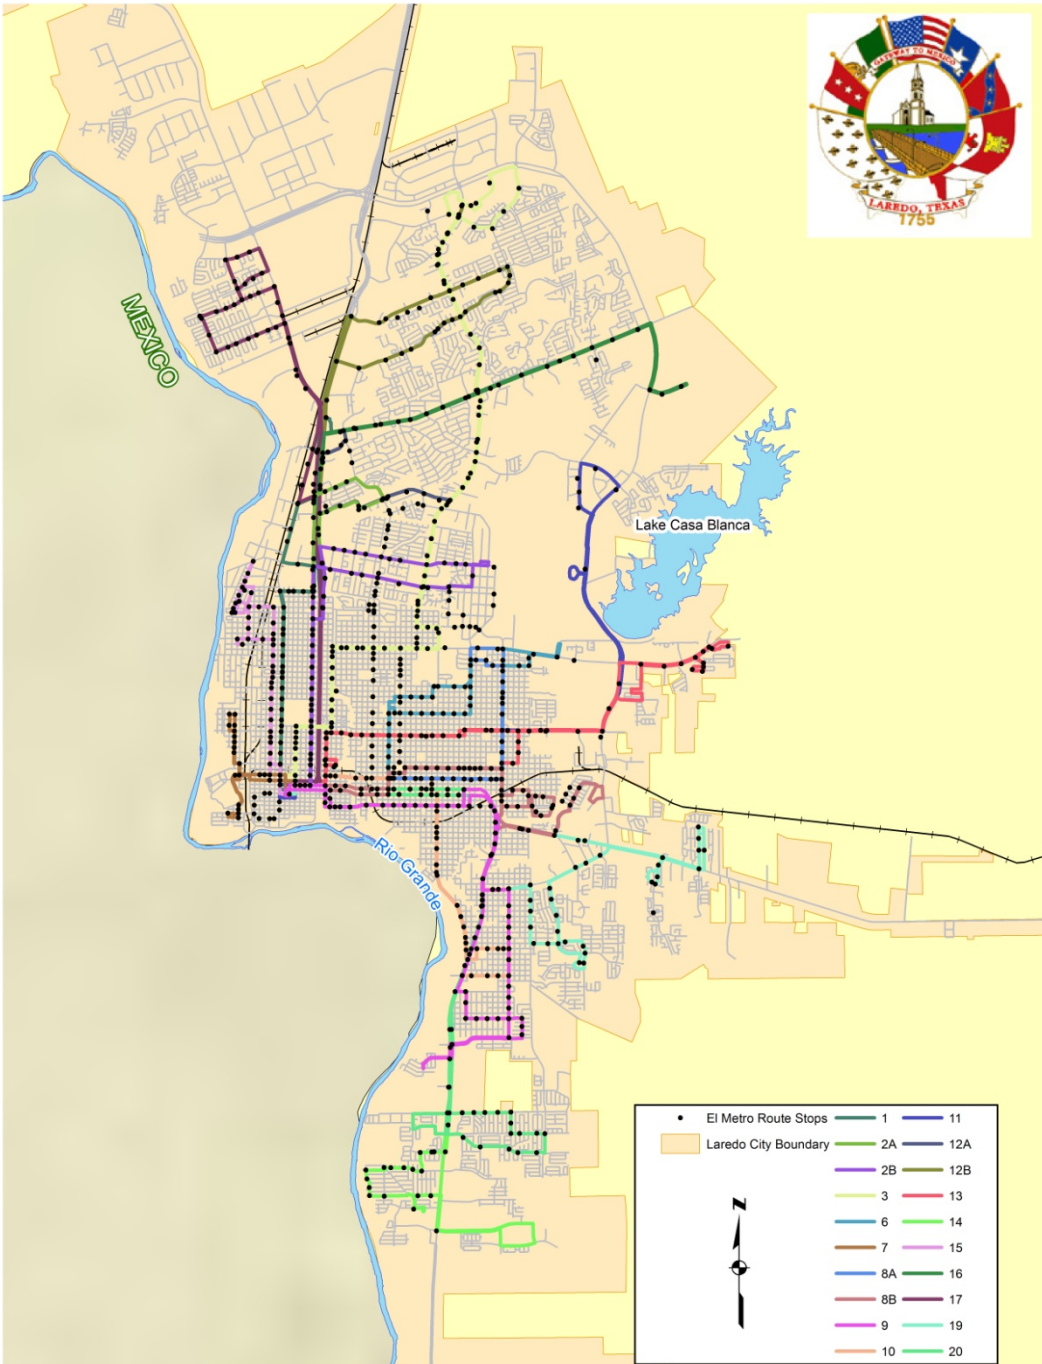 GATEWAY TO MEXICO
LAREDO, TEXAS
1755
MEXICO
Lake Casa Blanca
Rio Grande
El Metro Route Stops
Laredo City Boundary
1
2A
2B
3
6
7
8A
8B
9
10
11
12A
12B
13
14
15
16
17
19
20
N